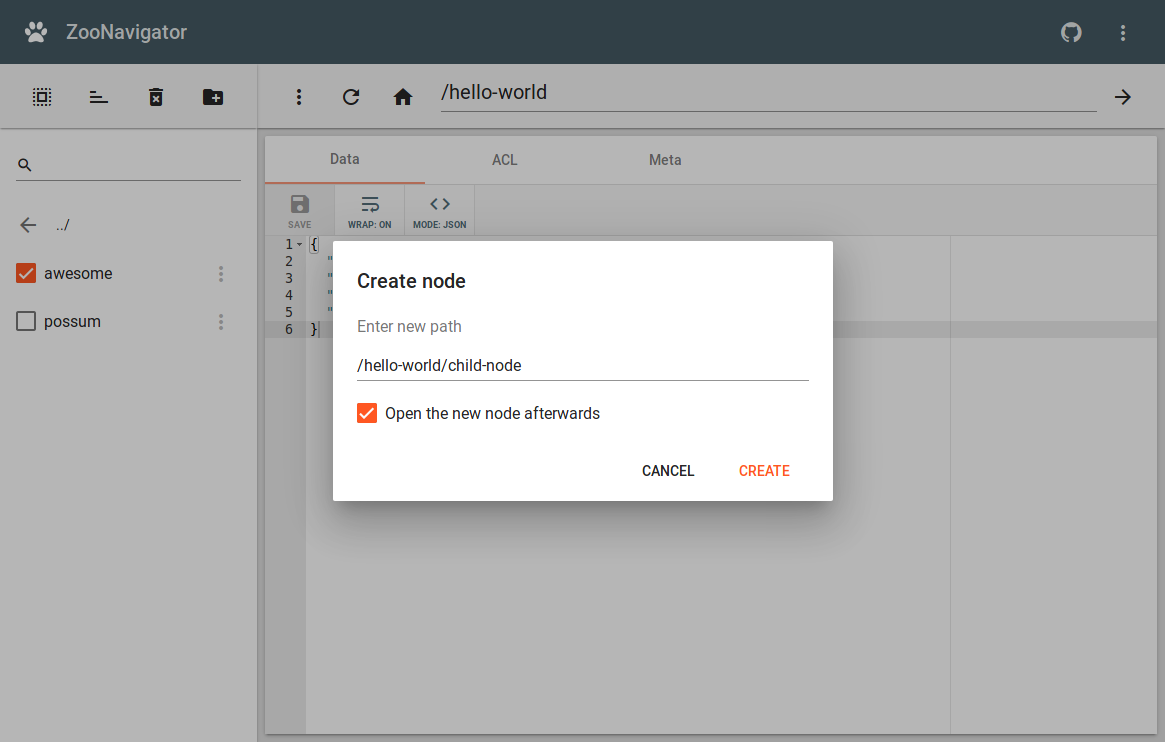 ZooNavigator
/hello-world
../
awesome
possum
Data ACL Meta
SAVE WRAP: ON MODE: JSON
1 {
2 "
3 "
4 "
5 "
6 }
Create node
Enter new path
/hello-world/child-node
Open the new node afterwards
CANCEL CREATE